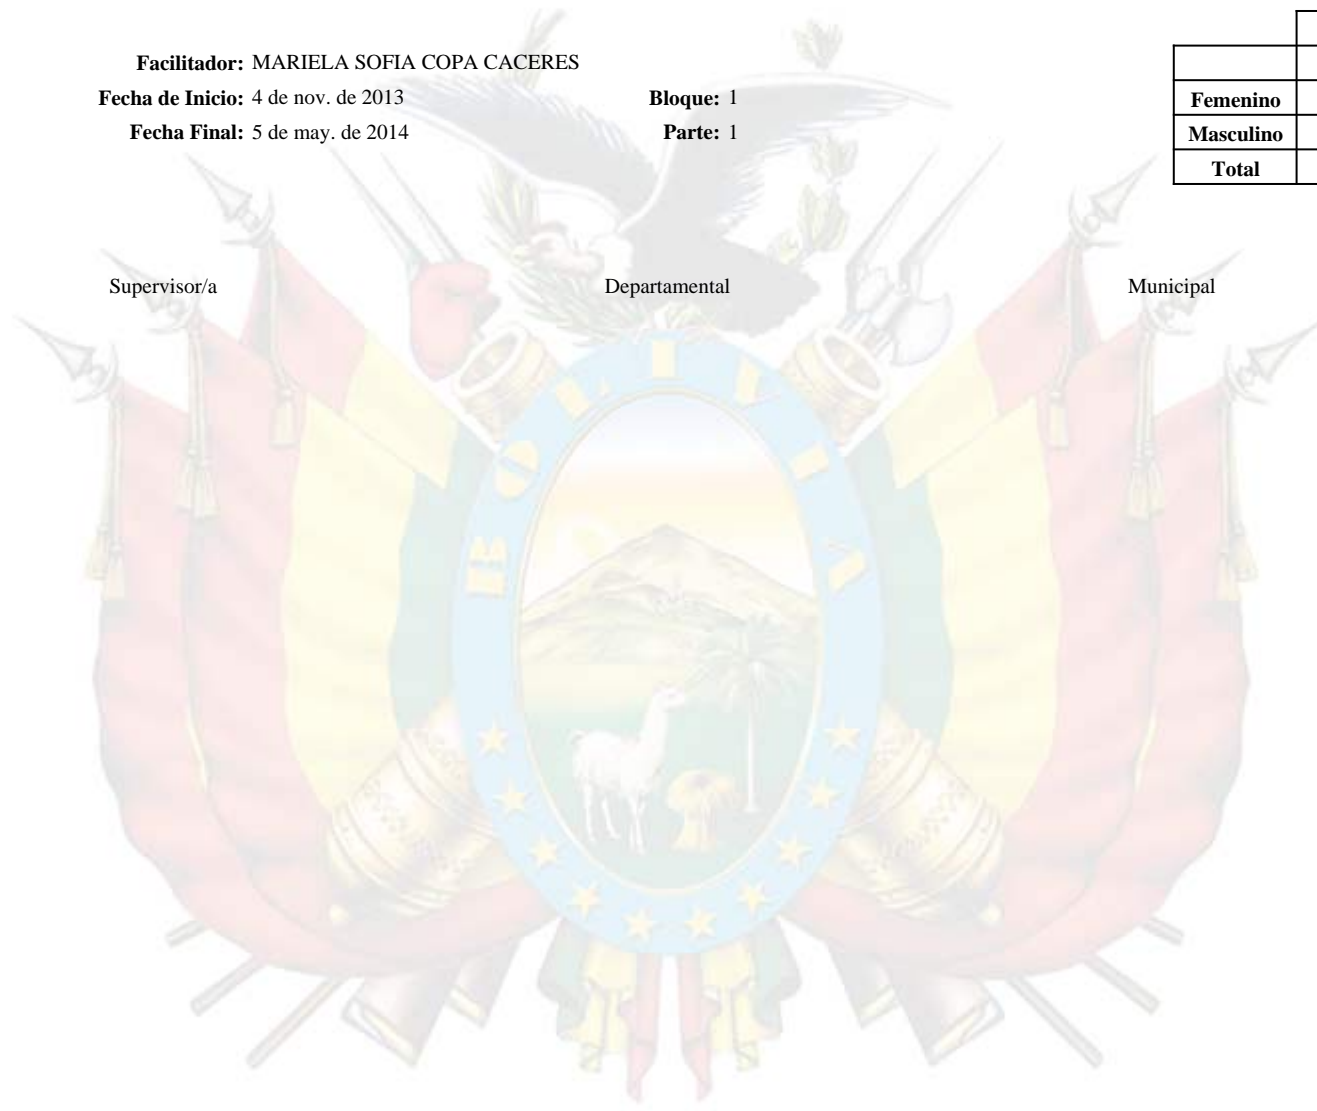 Facilitador: MARIELA SOFIA COPA CACERES
Fecha de Inicio: 4 de nov. de 2013 Bloque: 1
Femenino
Fecha Final: 5 de may. de 2014 Parte: 1
Masculino
Total
Supervisor/a Departamental Municipal
BOLIVIA